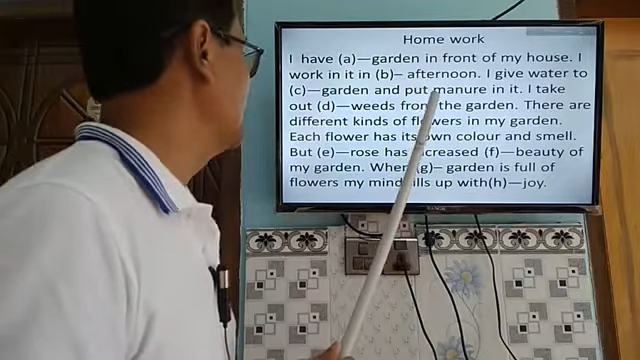 Home work
I have (a)—garden in front of my house. I
work in it in (b)– afternoon. I give water to
(c)—garden and put manure in it. I take
out (d)—weeds from the garden. There are
different kinds of flowers in my garden.
Each flower has its own colour and smell.
But (e)—rose has increased (f)—beauty of
my garden. When (g)– garden is full of
flowers my mind fills up with(h)—joy.